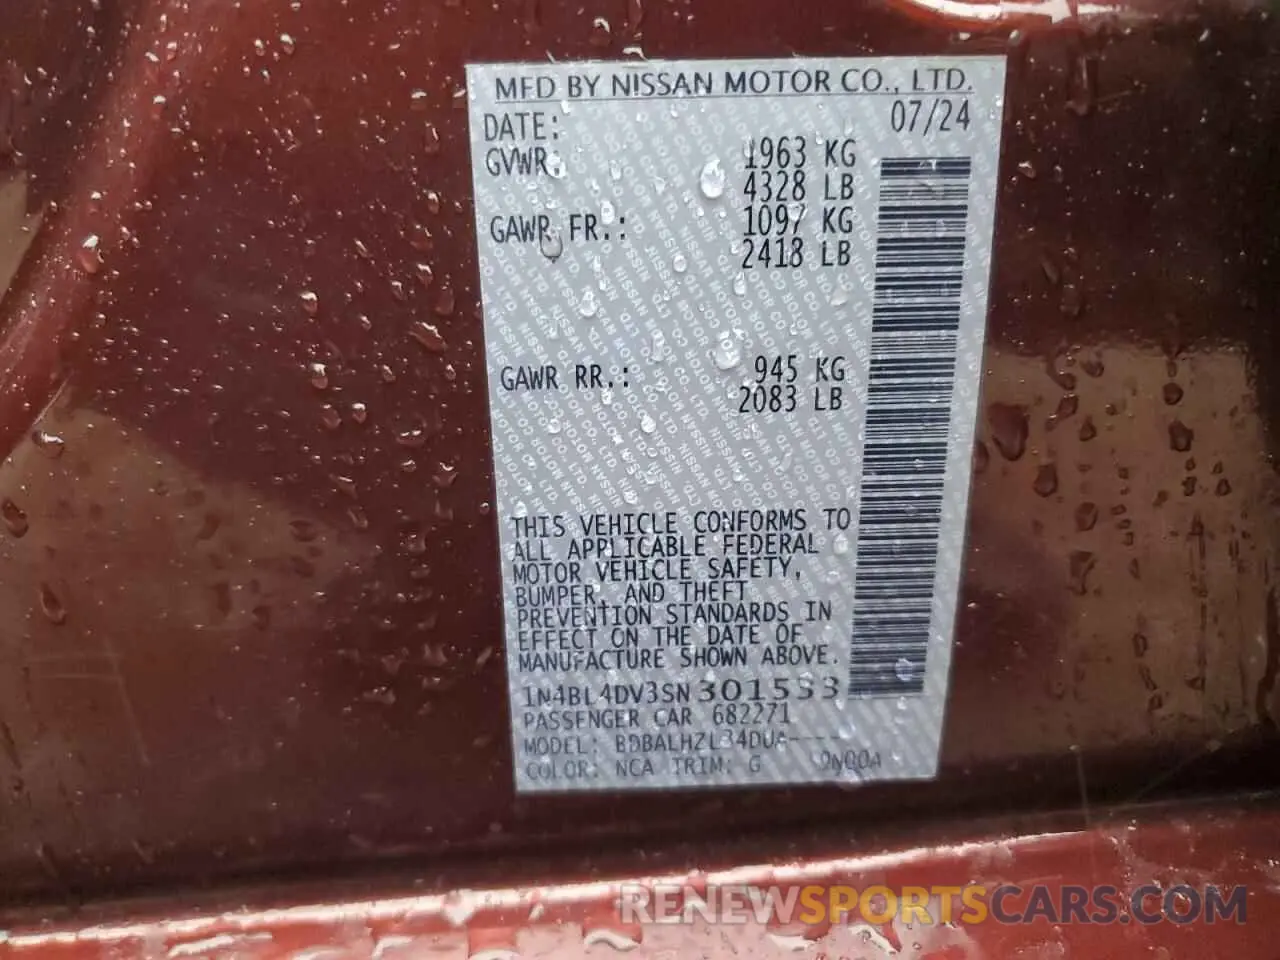 MFD BY NISSAN MOTOR CO., LTD.
DATE: 07/24
GVWR: 1963 KG
4328 LB
GAWR FR.: 1097 KG
2418 LB
GAWR RR.: 945 KG
2083 LB
THIS VEHICLE CONFORMS TO
ALL APPLICABLE FEDERAL
MOTOR VEHICLE SAFETY,
BUMPER, AND THEFT
PREVENTION STANDARDS IN
EFFECT ON THE DATE OF
MANUFACTURE SHOWN ABOVE.
1N4BL4DV3SN301533
PASSENGER CAR 682271
MODEL: BDBALHZL34DUA----
COLOR: NCA TRIM: G
RENEWSPORTSCARS.COM